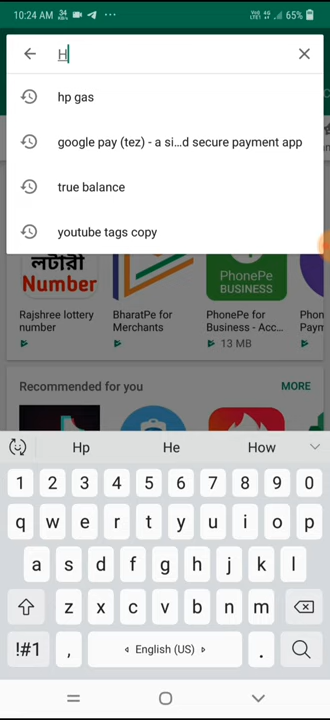 10:24 AM 34 65%
H
hp gas
google pay (tez) - a si...d secure payment app
true balance
youtube tags copy
লটারী
Number
PhonePe
BUSINESS
Rajshree lottery
number
BharatPe for
Merchants
PhonePe for
Business - Acc...
13 MB
Phon
Recommended for you MORE
Hp He How
1 2 3 4 5 6 7 8 9 0
q w e r t y u i o p
a s d f g h j k l
z x c v b n m
!#1 , English (US) .